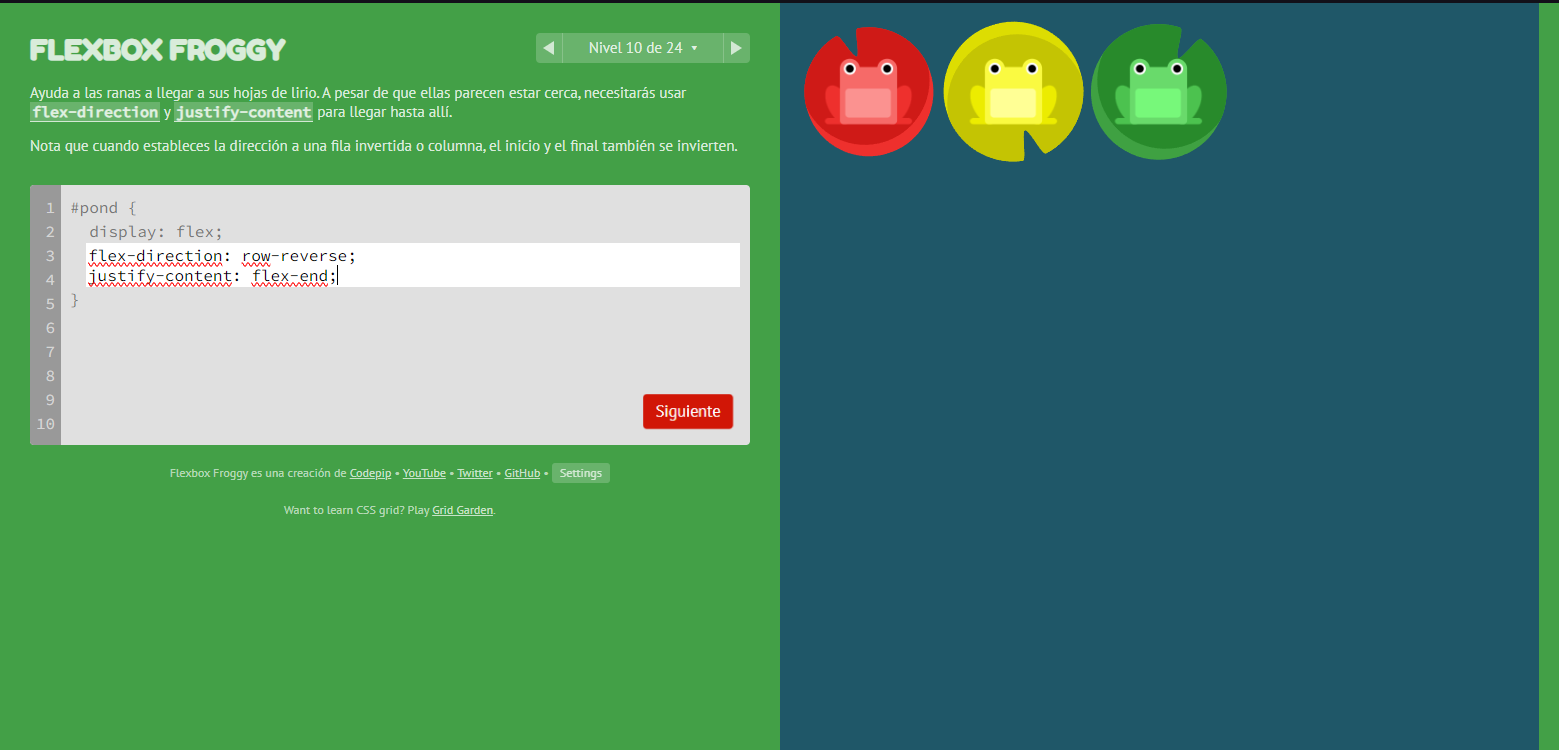 FLEXBOX FROGGY
Nivel 10 de 24
Ayuda a las ranas a llegar a sus hojas de lirio. A pesar de que ellas parecen estar cerca, necesitarás usar
flex-direction y justify-content para llegar hasta allí.
Nota que cuando estableces la dirección a una fila invertida o columna, el inicio y el final también se invierten.
1 #pond {
2 display: flex;
3 flex-direction: row-reverse;
4 justify-content: flex-end;
5 }
6
7
8
9
10
Siguiente
Flexbox Froggy es una creación de Codepip • YouTube • Twitter • GitHub • Settings
Want to learn CSS grid? Play Grid Garden.